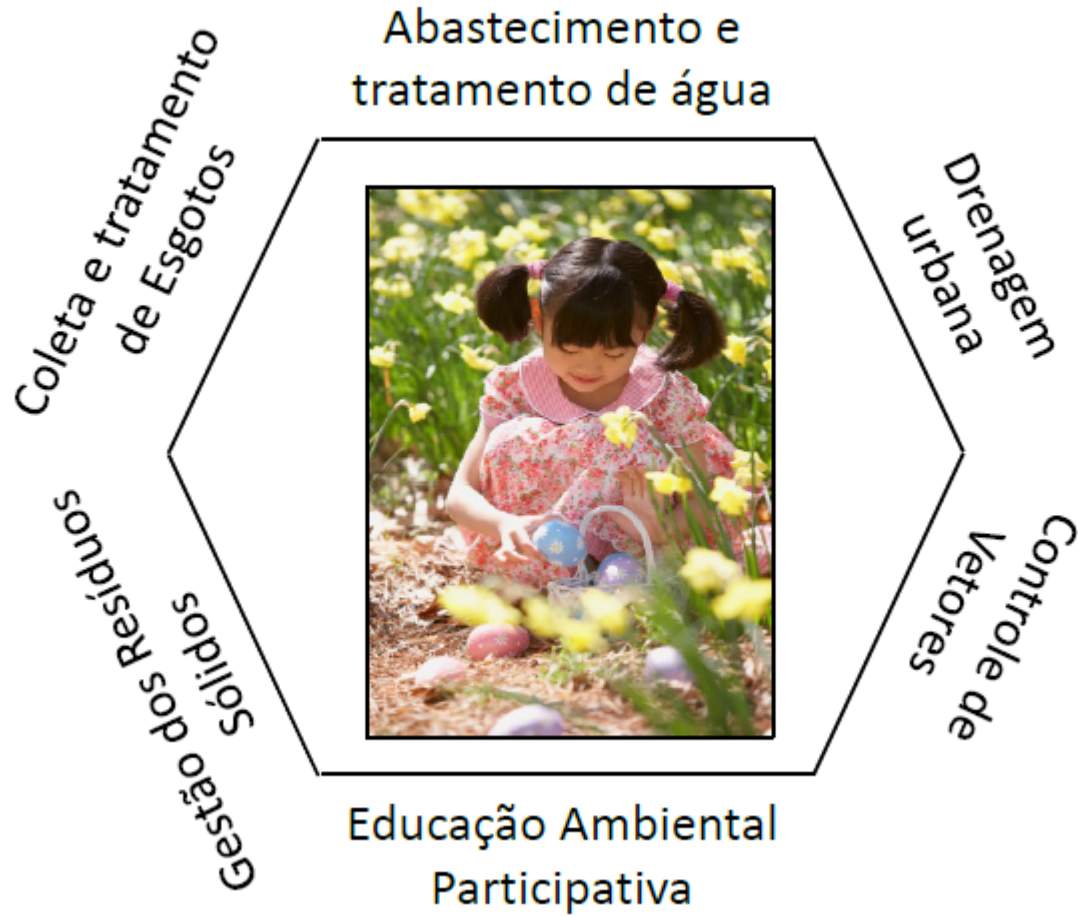 Abastecimento e
tratamento de água
Drenagem
urbana
Controle de
Vetores
Educação Ambiental
Participativa
Gestão dos Resíduos
Sólidos
Coleta e tratamento
de Esgotos